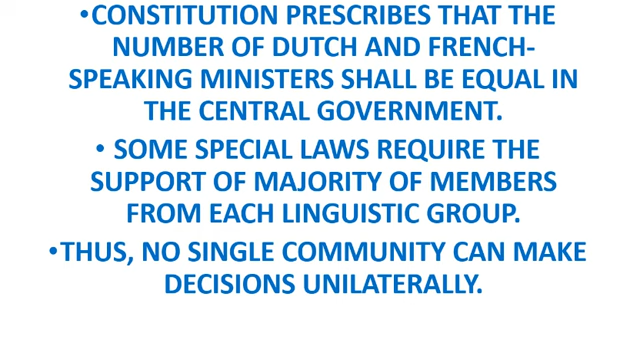 •CONSTITUTION PRESCRIBES THAT THE
NUMBER OF DUTCH AND FRENCH-
SPEAKING MINISTERS SHALL BE EQUAL IN
THE CENTRAL GOVERNMENT.
• SOME SPECIAL LAWS REQUIRE THE
SUPPORT OF MAJORITY OF MEMBERS
FROM EACH LINGUISTIC GROUP.
•THUS, NO SINGLE COMMUNITY CAN MAKE
DECISIONS UNILATERALLY.